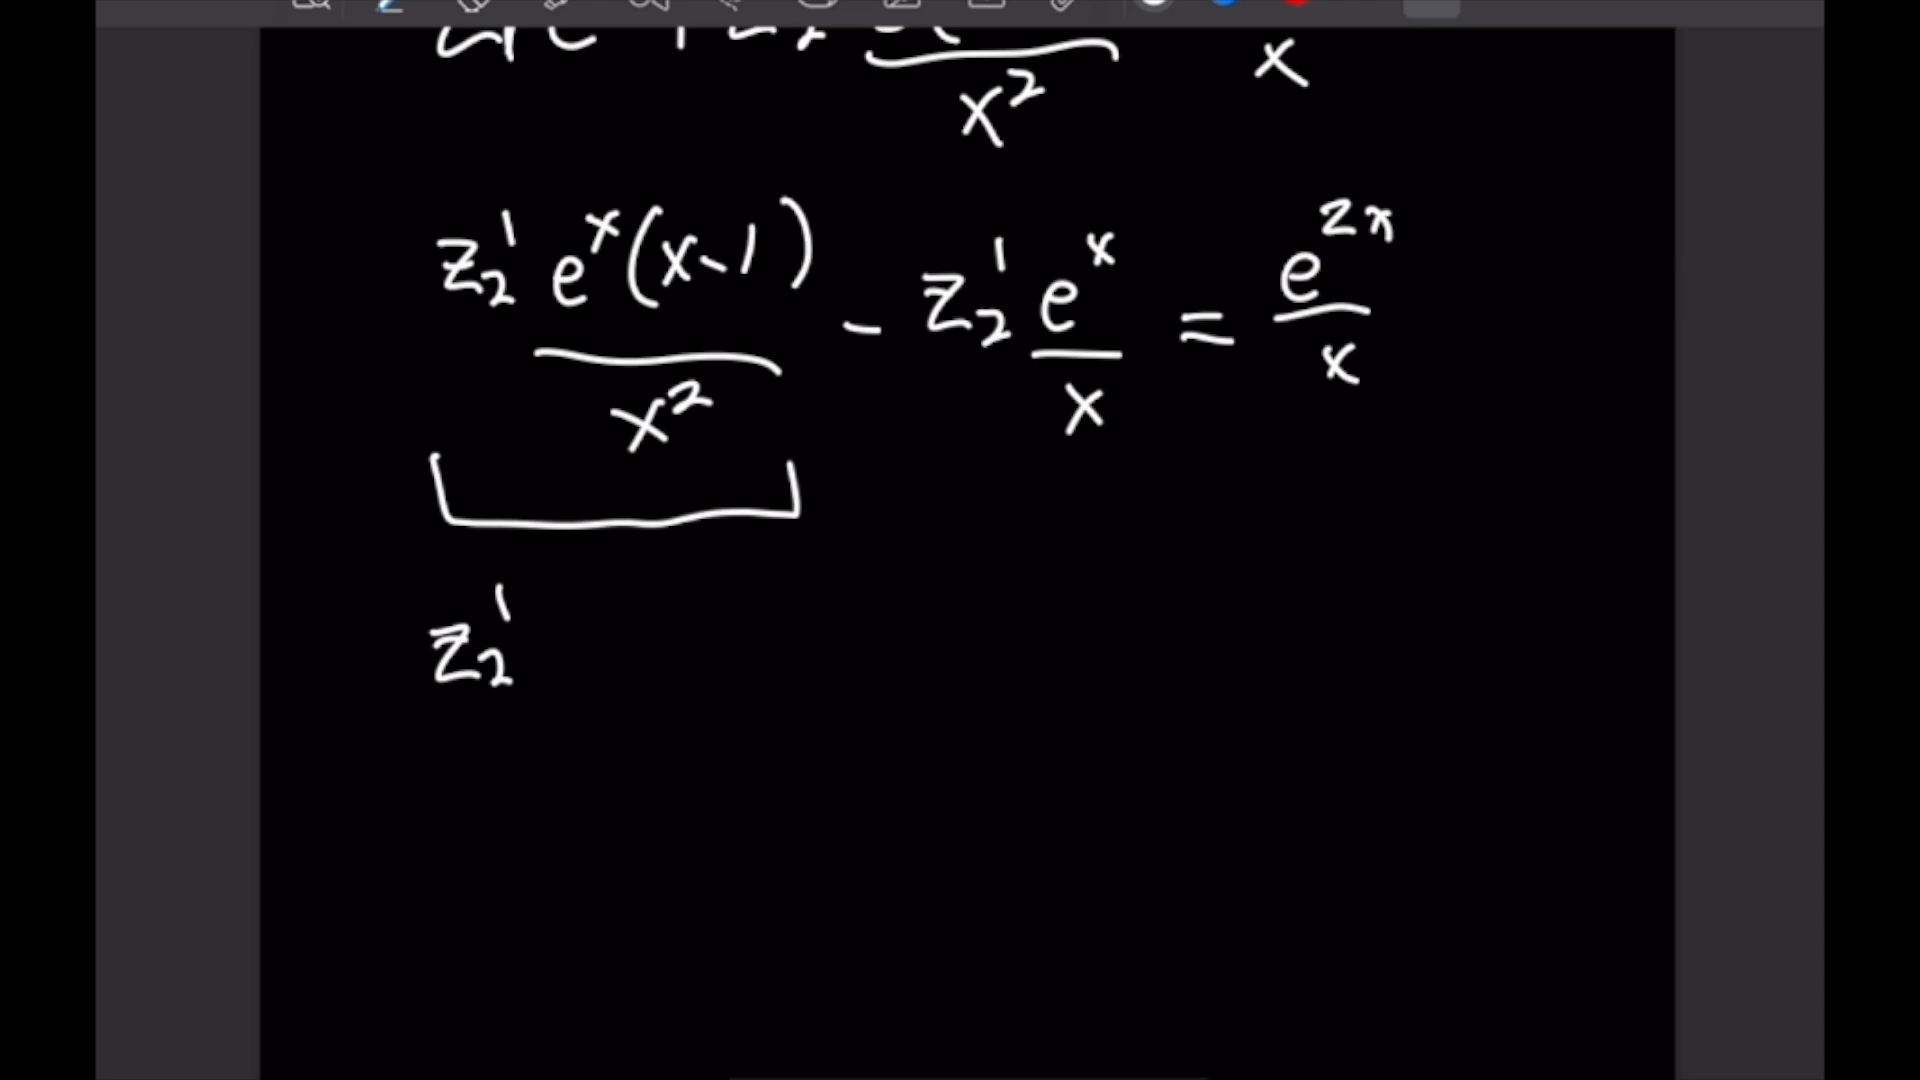 x
x²
z₂' eˣ(x-1)/x² - z₂' eˣ/x = e²ˣ/x
z₂'